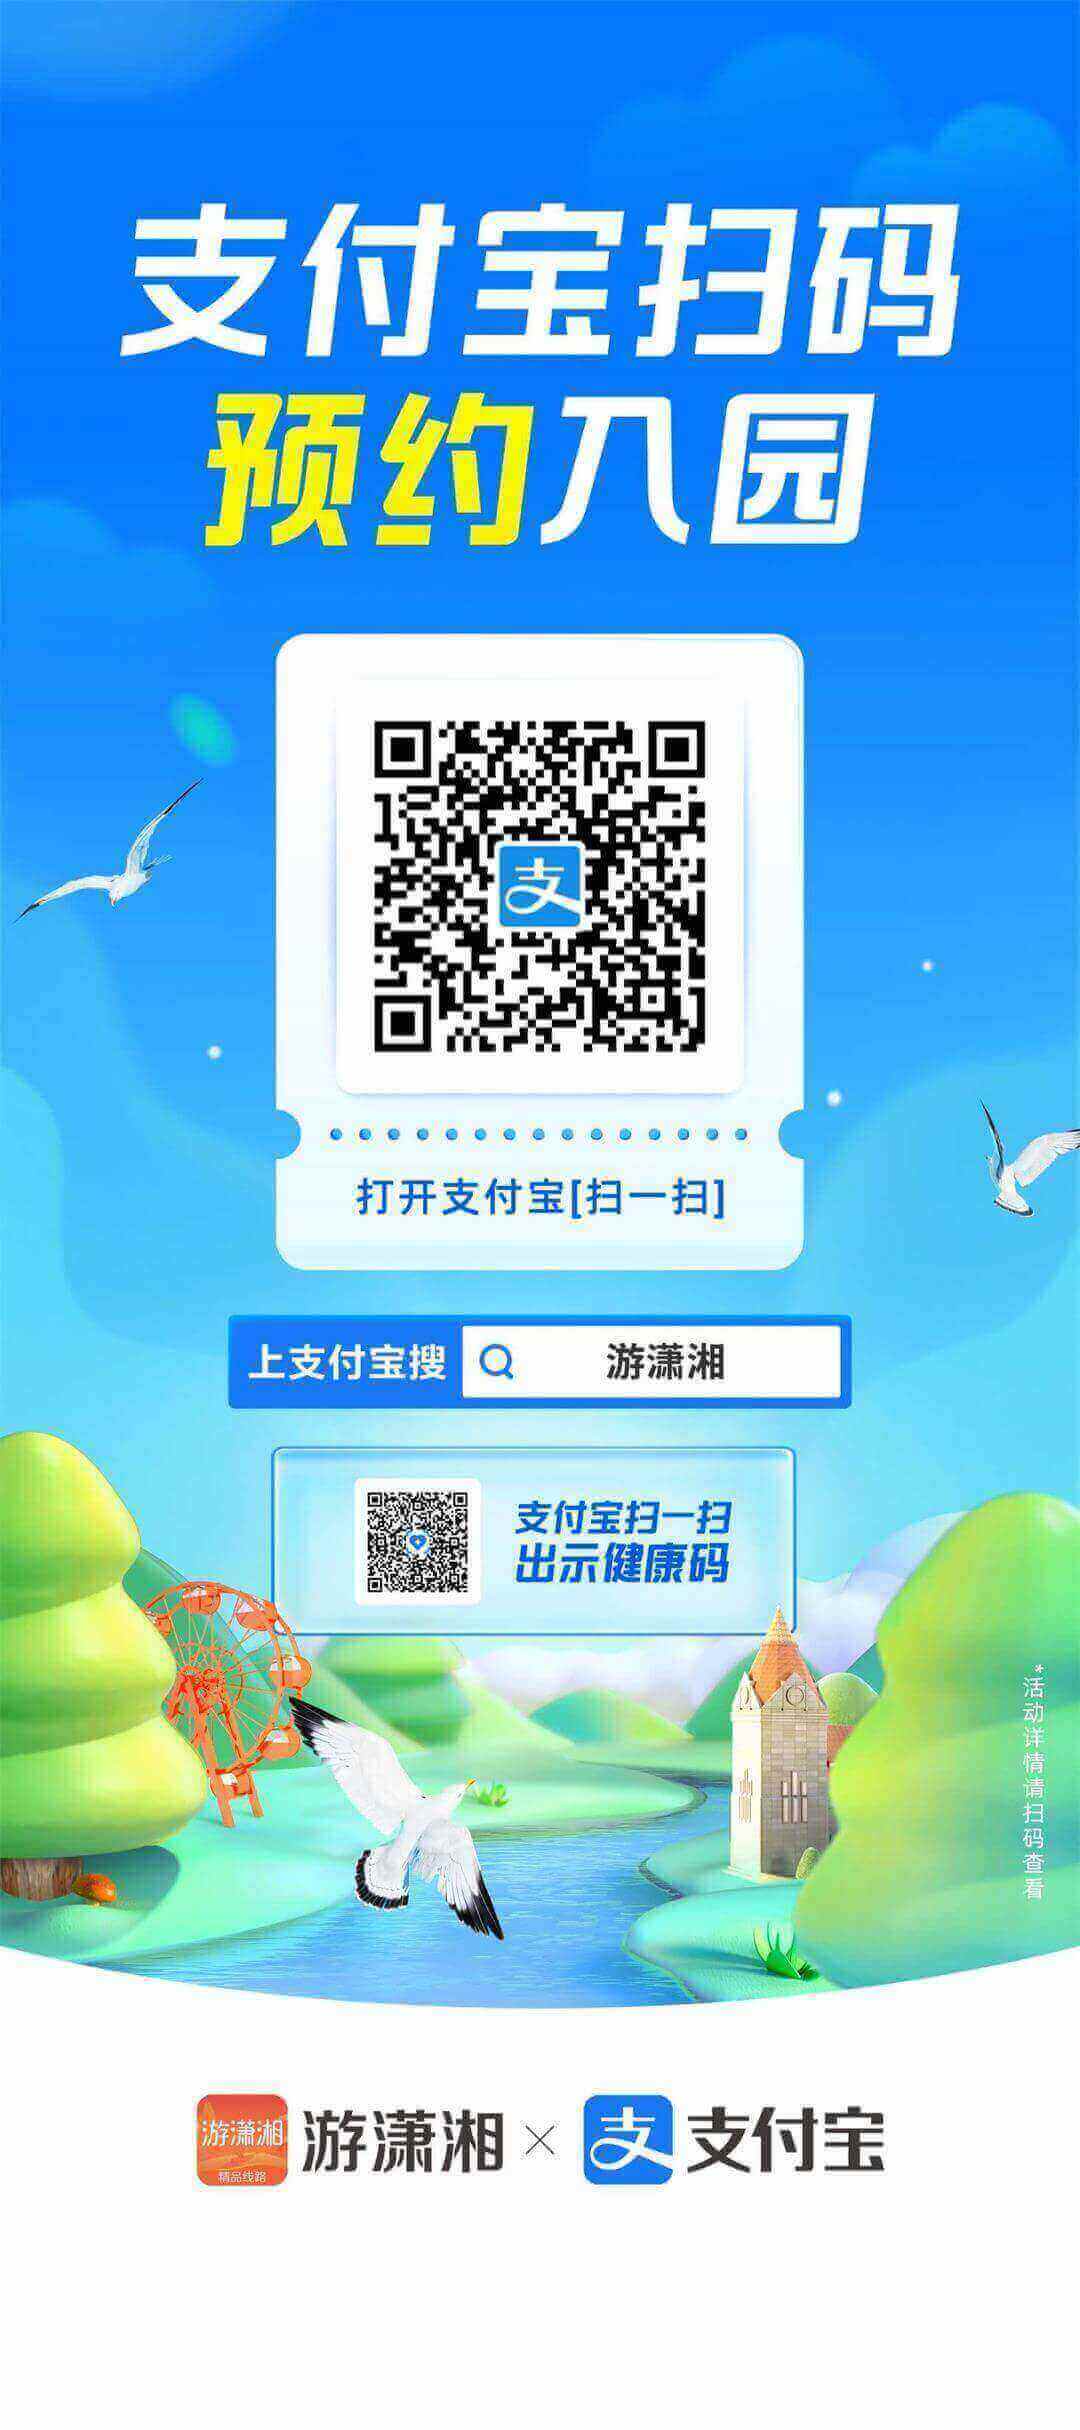 支付宝扫码
预约入园
支
打开支付宝[扫一扫]
上支付宝搜 游潇湘
支付宝扫一扫
出示健康码
*活动详情请扫码查看
游潇湘
精品线路
游潇湘 × 支 支付宝